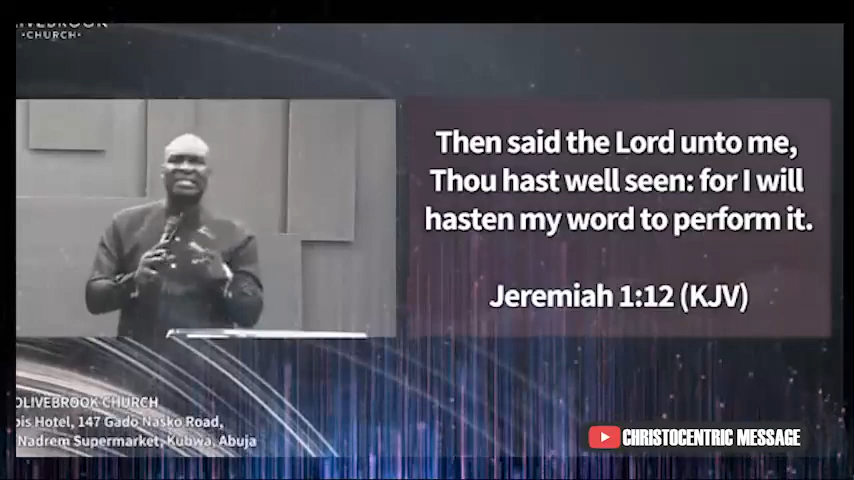 ·CHURCH·
Then said the Lord unto me,
Thou hast well seen: for I will
hasten my word to perform it.
Jeremiah 1:12 (KJV)
OLIVEBROOK CHURCH
Hotel, 147 Gado Nasko Road,
Nadrem Supermarket, Kubwa, Abuja
CHRISTOCENTRIC MESSAGE